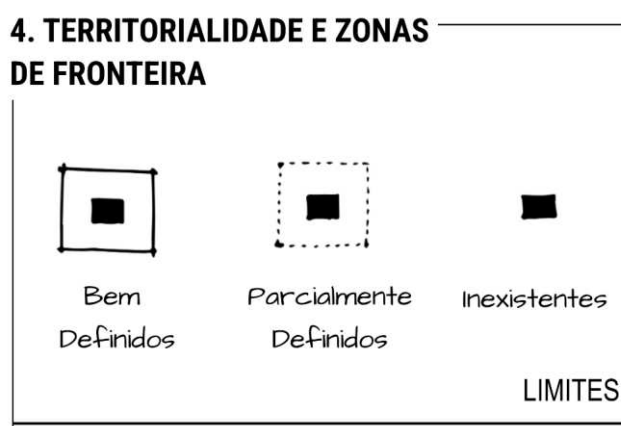 4. TERRITORIALIDADE E ZONAS
DE FRONTEIRA
Bem
Definidos
Parcialmente
Definidos
Inexistentes
LIMITES